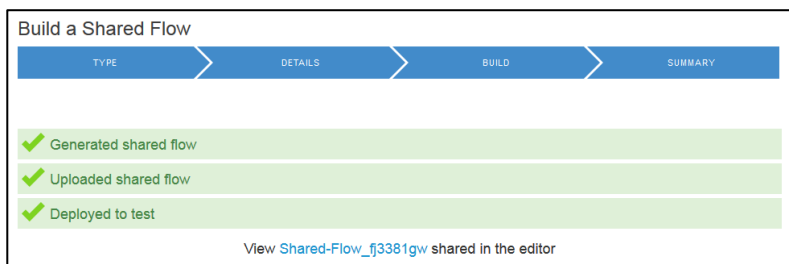 Build a Shared Flow
TYPE DETAILS BUILD SUMMARY
Generated shared flow
Uploaded shared flow
Deployed to test
View Shared-Flow_fj3381gw shared in the editor